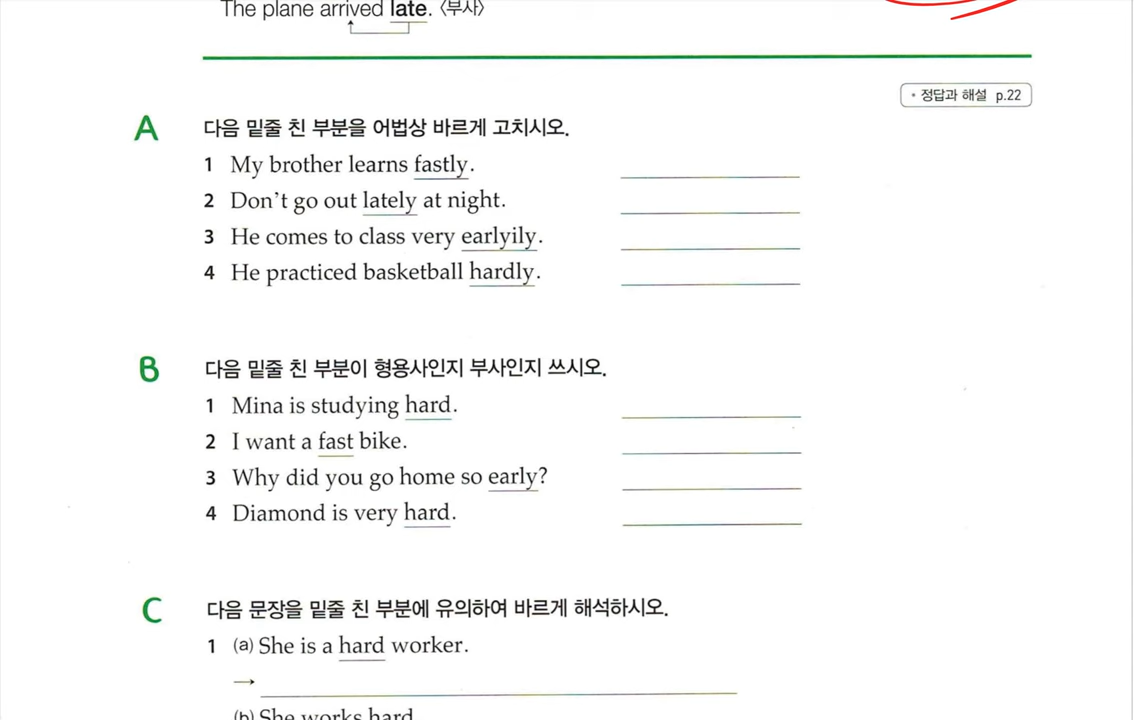 The plane arrived late. 〈부사〉
• 정답과 해설 p.22
A 다음 밑줄 친 부분을 어법상 바르게 고치시오.
1 My brother learns fastly.
2 Don't go out lately at night.
3 He comes to class very earlyily.
4 He practiced basketball hardly.
B 다음 밑줄 친 부분이 형용사인지 부사인지 쓰시오.
1 Mina is studying hard.
2 I want a fast bike.
3 Why did you go home so early?
4 Diamond is very hard.
C 다음 문장을 밑줄 친 부분에 유의하여 바르게 해석하시오.
1 (a) She is a hard worker.
→
(b) She works hard.